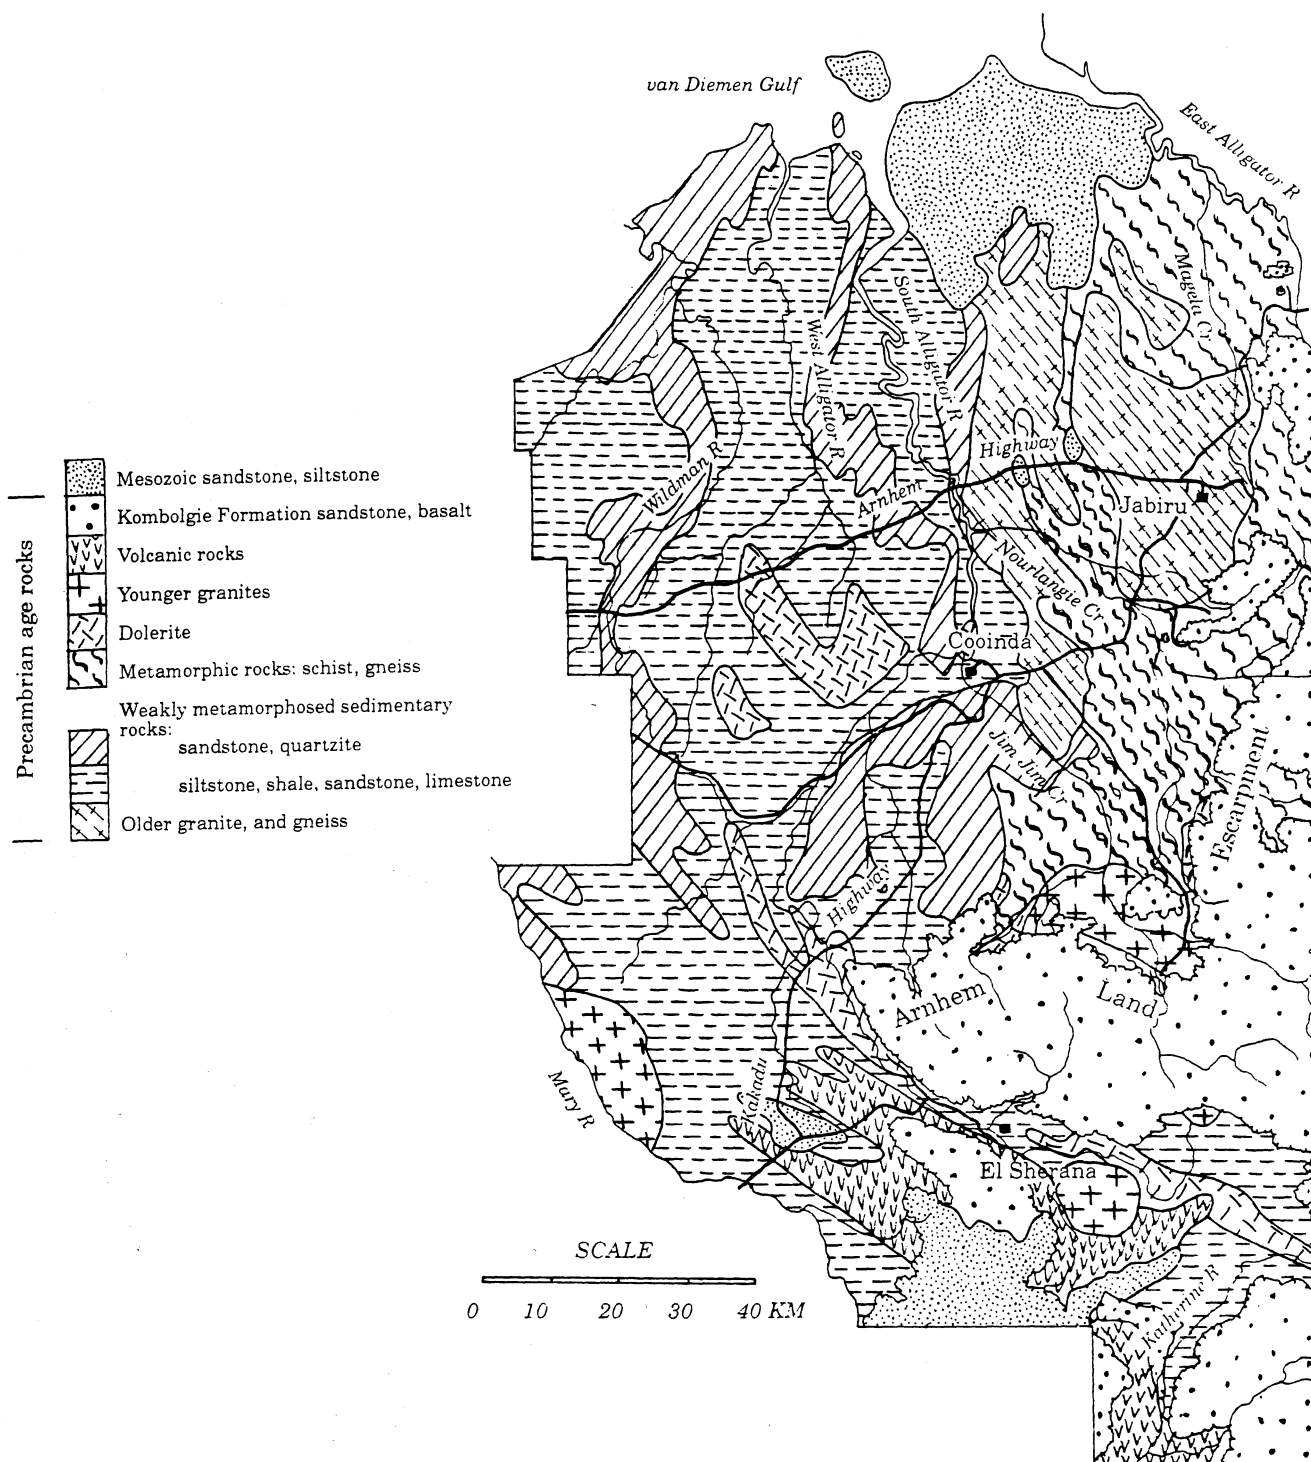 van Diemen Gulf
East Alligator R
Magela Cr
South Alligator R
West Alligator R
Wildman R
Arnhem
Highway
Jabiru
Nourlangie Cr
Cooinda
Jim Jim Cr
Escarpment
Highway
Arnhem
Land
Kakadu
Mary R
El Sherana
Katherine R
Precambrian age rocks
Mesozoic sandstone, siltstone
Kombolgie Formation sandstone, basalt
Volcanic rocks
Younger granites
Dolerite
Metamorphic rocks: schist, gneiss
Weakly metamorphosed sedimentary
rocks:
sandstone, quartzite
siltstone, shale, sandstone, limestone
Older granite, and gneiss
SCALE
0 10 20 30 40 KM